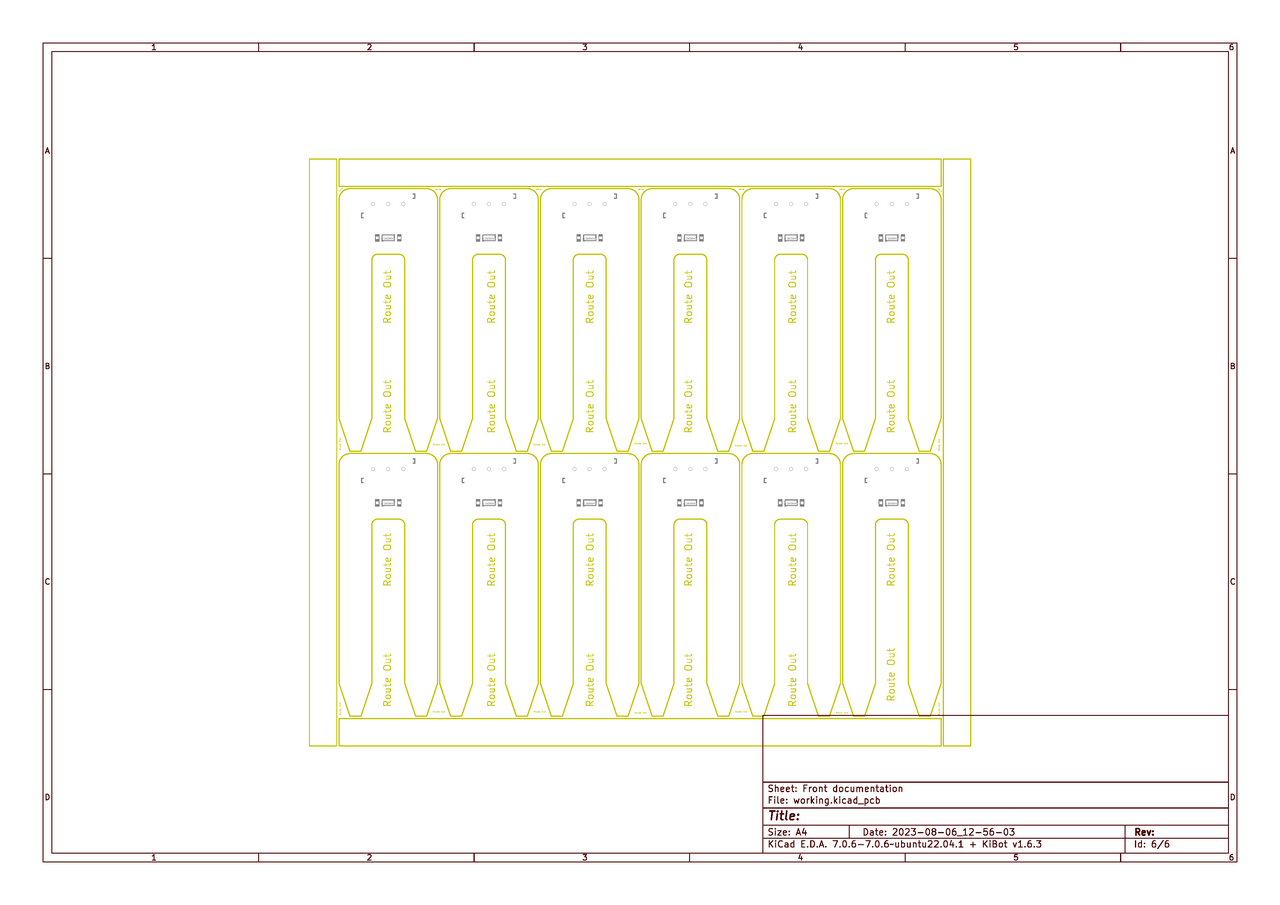 1 2 3 4 5 6
A A
Route Out Route Out Route Out Route Out Route Out Route Out
B B
Route Out Route Out Route Out Route Out Route Out Route Out
Route Out Route Out Route Out Route Out Route Out Route Out
C C
Route Out Route Out Route Out Route Out Route Out Route Out
Sheet: Front documentation
D D
File: working.kicad_pcb
Title:
Size: A4 Date: 2023-08-06_12-56-03 Rev:
KiCad E.D.A. 7.0.6-7.0.6~ubuntu22.04.1 + KiBot v1.6.3 Id: 6/6
1 2 3 4 5 6